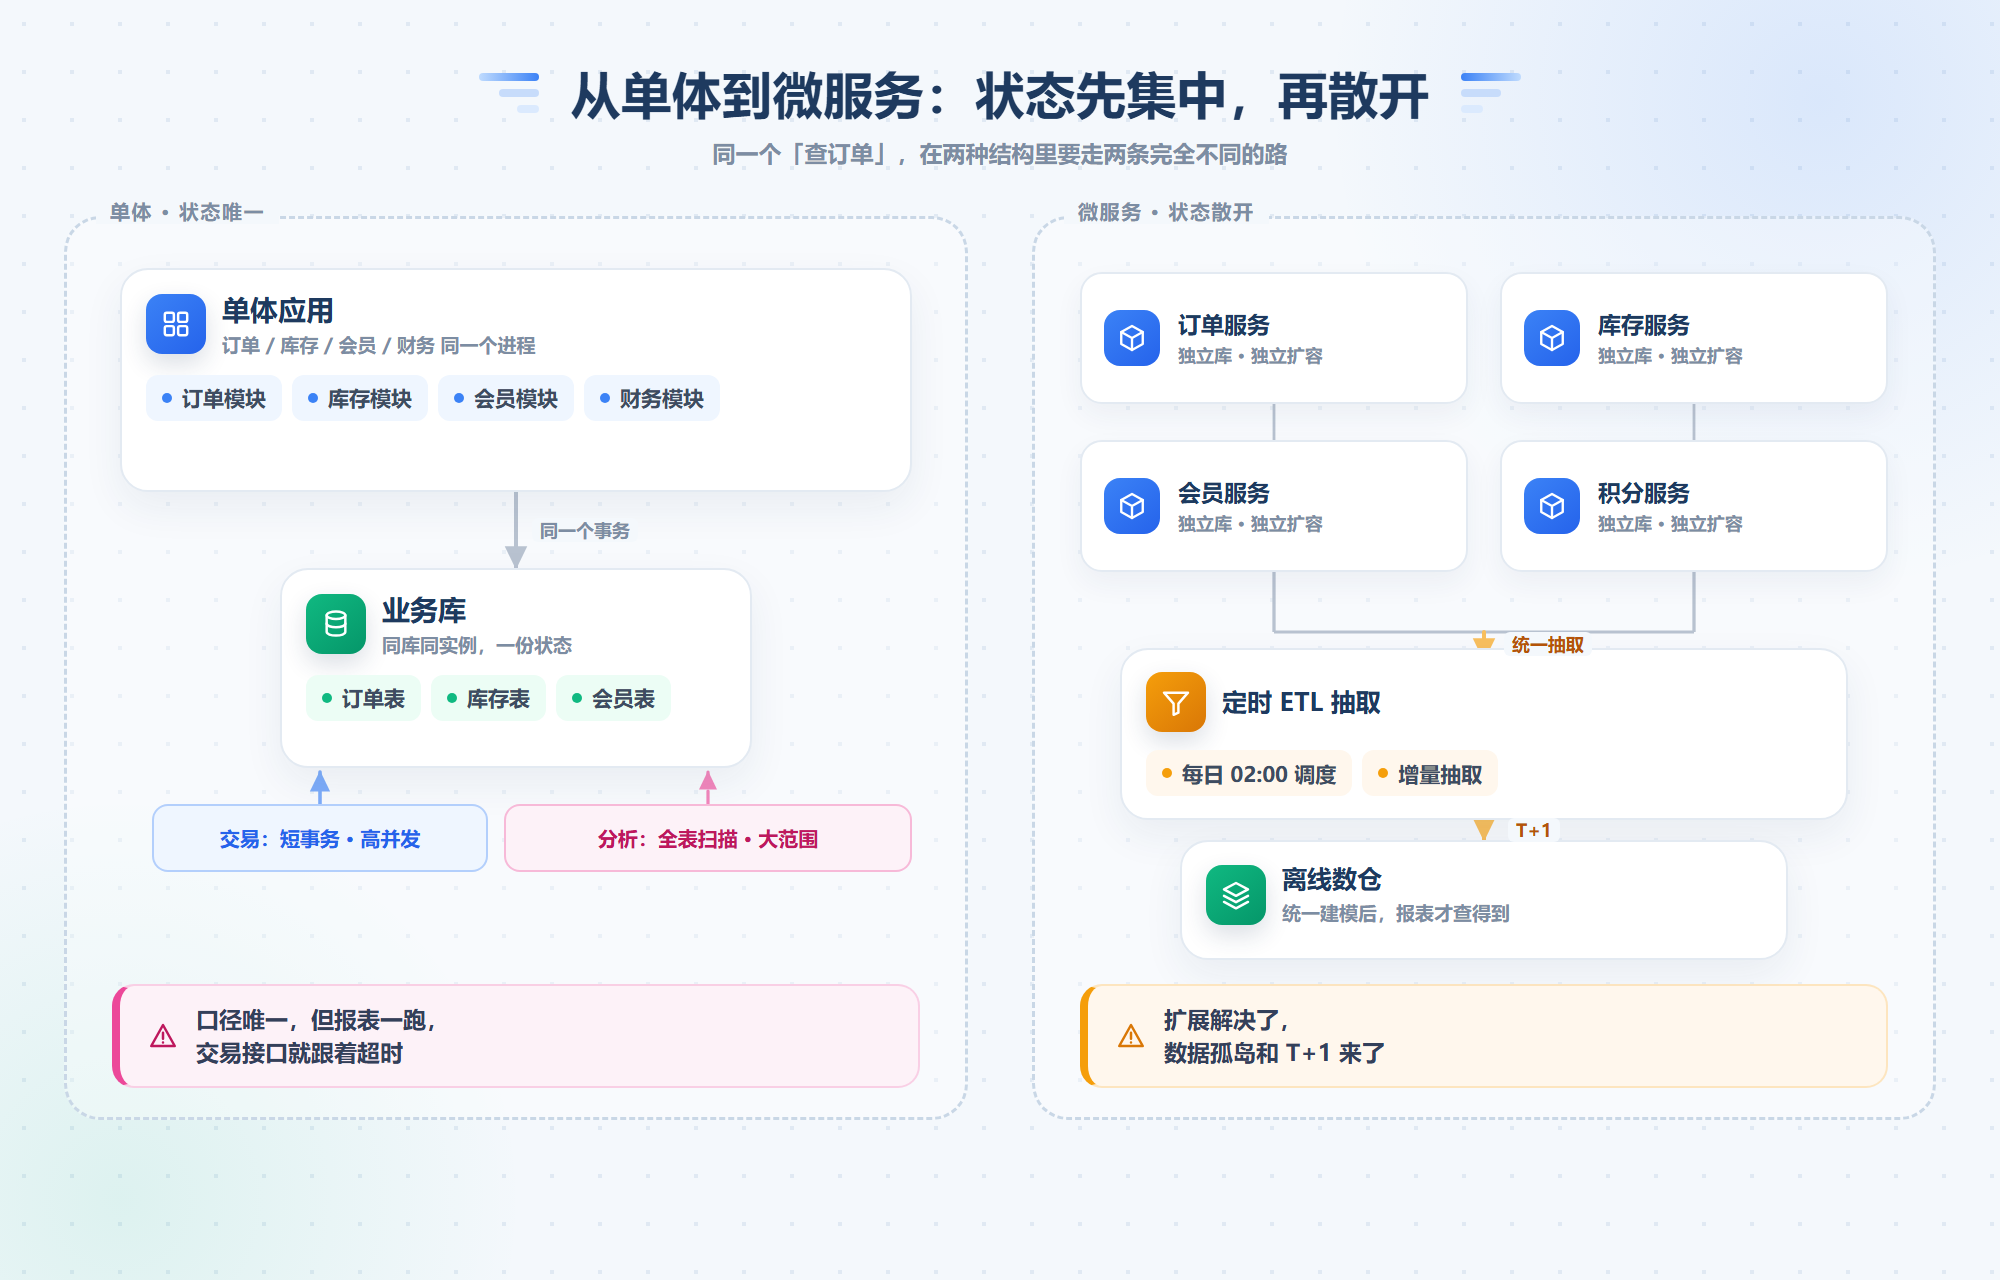 从单体到微服务：状态先集中，再散开
同一个「查订单」，在两种结构里要走两条完全不同的路
单体 • 状态唯一
单体应用
订单 / 库存 / 会员 / 财务 同一个进程
订单模块
库存模块
会员模块
财务模块
同一个事务
业务库
同库同实例，一份状态
订单表
库存表
会员表
交易：短事务 • 高并发
分析：全表扫描 • 大范围
口径唯一，但报表一跑，
交易接口就跟着超时
微服务 • 状态散开
订单服务
独立库 • 独立扩容
库存服务
独立库 • 独立扩容
会员服务
独立库 • 独立扩容
积分服务
独立库 • 独立扩容
统一抽取
定时 ETL 抽取
每日 02:00 调度
增量抽取
T+1
离线数仓
统一建模后，报表才查得到
扩展解决了，
数据孤岛和 T+1 来了